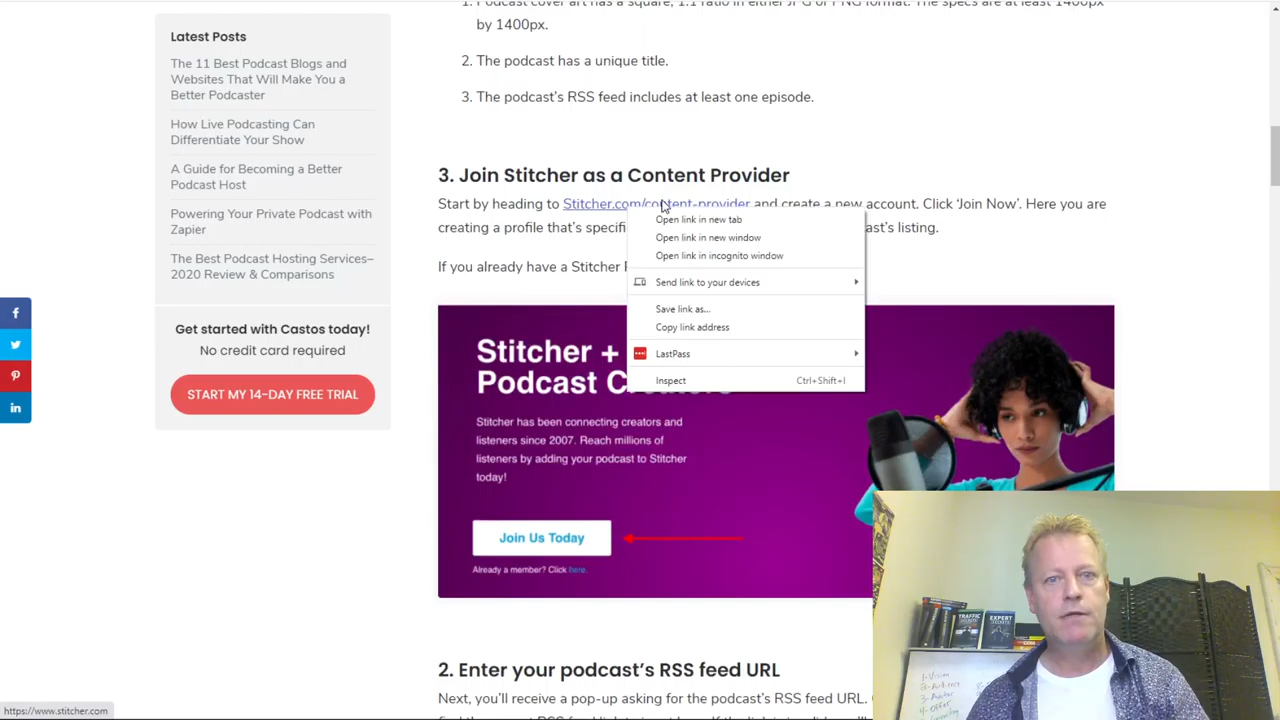 1. Podcast cover art has a square, 1:1 ratio in either JPG or PNG format. The specs are at least 1400px
by 1400px.
2. The podcast has a unique title.
3. The podcast's RSS feed includes at least one episode.
Latest Posts
The 11 Best Podcast Blogs and
Websites That Will Make You a
Better Podcaster
How Live Podcasting Can
Differentiate Your Show
A Guide for Becoming a Better
Podcast Host
Powering Your Private Podcast with
Zapier
The Best Podcast Hosting Services–
2020 Review & Comparisons
Get started with Castos today!
No credit card required
START MY 14-DAY FREE TRIAL
3. Join Stitcher as a Content Provider
Start by heading to Stitcher.com/content-provider and create a new account. Click 'Join Now'. Here you are
creating a profile that's specifi ast's listing.
If you already have a Stitcher
Open link in new tab
Open link in new window
Open link in incognito window
Send link to your devices
Save link as...
Copy link address
LastPass
Inspect Ctrl+Shift+I
Stitcher +
Podcast C
Stitcher has been connecting creators and
listeners since 2007. Reach millions of
listeners by adding your podcast to Stitcher
today!
Join Us Today
Already a member? Click here.
2. Enter your podcast's RSS feed URL
Next, you'll receive a pop-up asking for the podcast's RSS feed URL.
https://www.stitcher.com
TRAFFIC
SECRETS
EXPERT
SECRETS
1-Vision
2-Audience
4-Offer